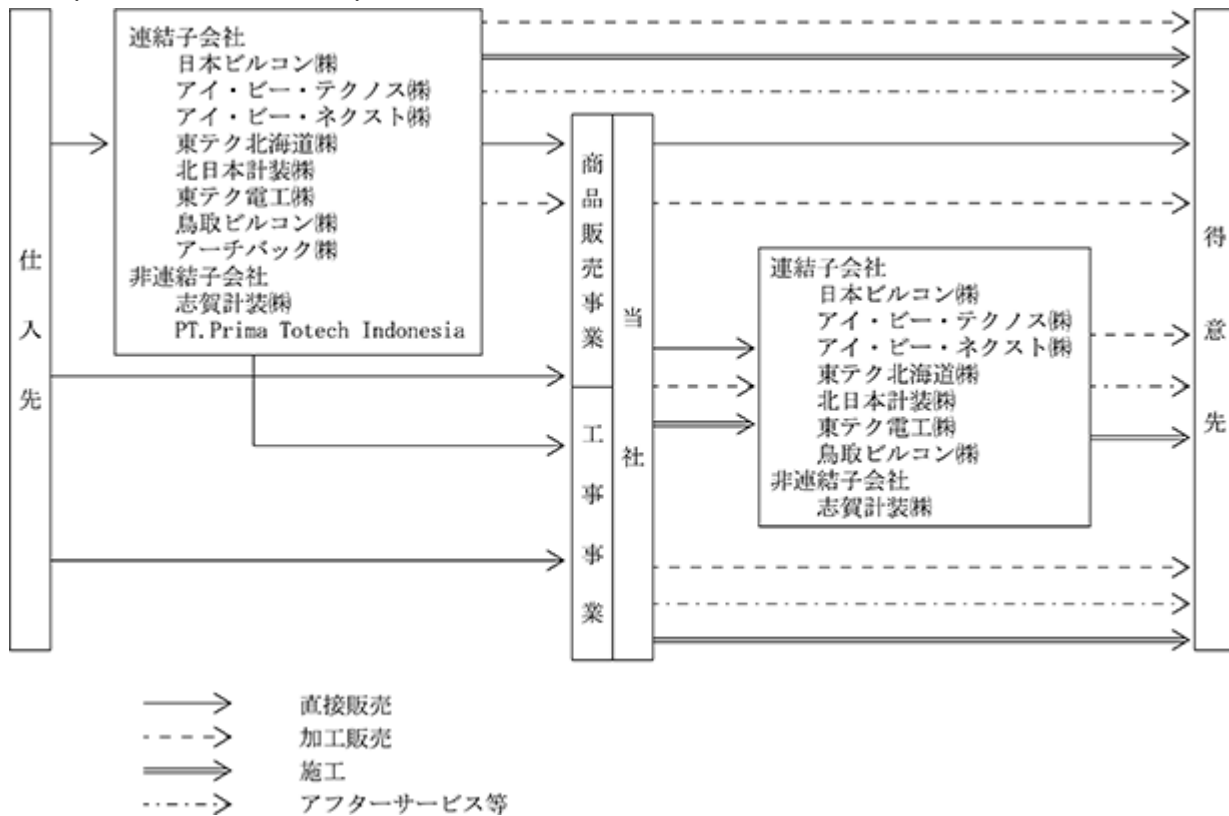 連結子会社
日本ビルコン㈱
アイ・ビー・テクノス㈱
アイ・ビー・ネクスト㈱
東テク北海道㈱
北日本計装㈱
東テク電工㈱
鳥取ビルコン㈱
アーチバック㈱
非連結子会社
志賀計装㈱
PT.Prima Totech Indonesia
仕入先
商品販売事業
工事事業
当社
連結子会社
日本ビルコン㈱
アイ・ビー・テクノス㈱
アイ・ビー・ネクスト㈱
東テク北海道㈱
北日本計装㈱
東テク電工㈱
鳥取ビルコン㈱
非連結子会社
志賀計装㈱
得意先
直接販売
加工販売
施工
アフターサービス等